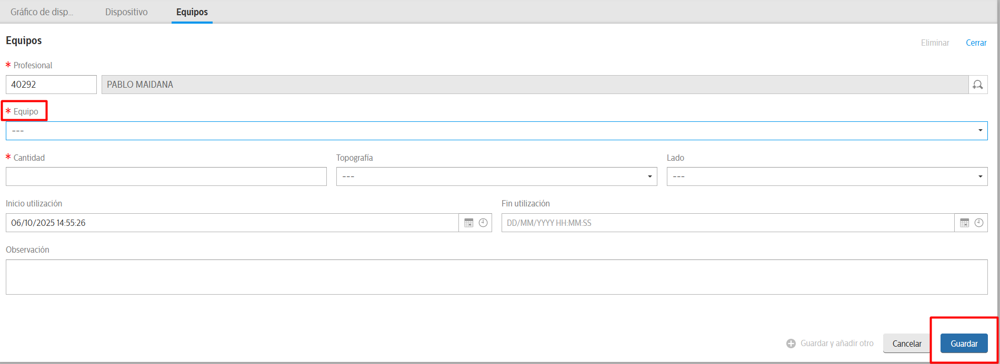 Gráfico de disp... Dispositivo Equipos
Equipos
Eliminar Cerrar
* Profesional
40292 PABLO MAIDANA
* Equipo
---
* Cantidad Topografía Lado
--- ---
Inicio utilización Fin utilización
06/10/2025 14:55:26 DD/MM/YYYY HH:MM:SS
Observación
Guardar y añadir otro Cancelar Guardar